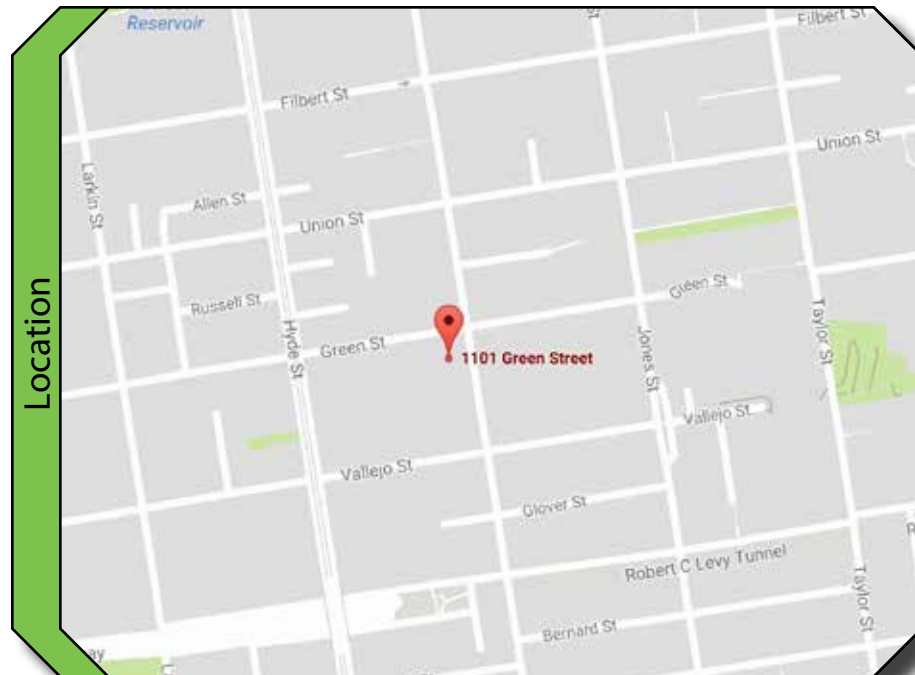 Location
Reservoir
St
Filbert St
Filbert St
Union St
Larkin St
Allen St
Union St
Russell St
Green St
Hyde St
Green St
1101 Green Street
Jones St
Taylor St
Vallejo St
Vallejo St
Glover St
Robert C Levy Tunnel
Taylor St
Bernard St
ay